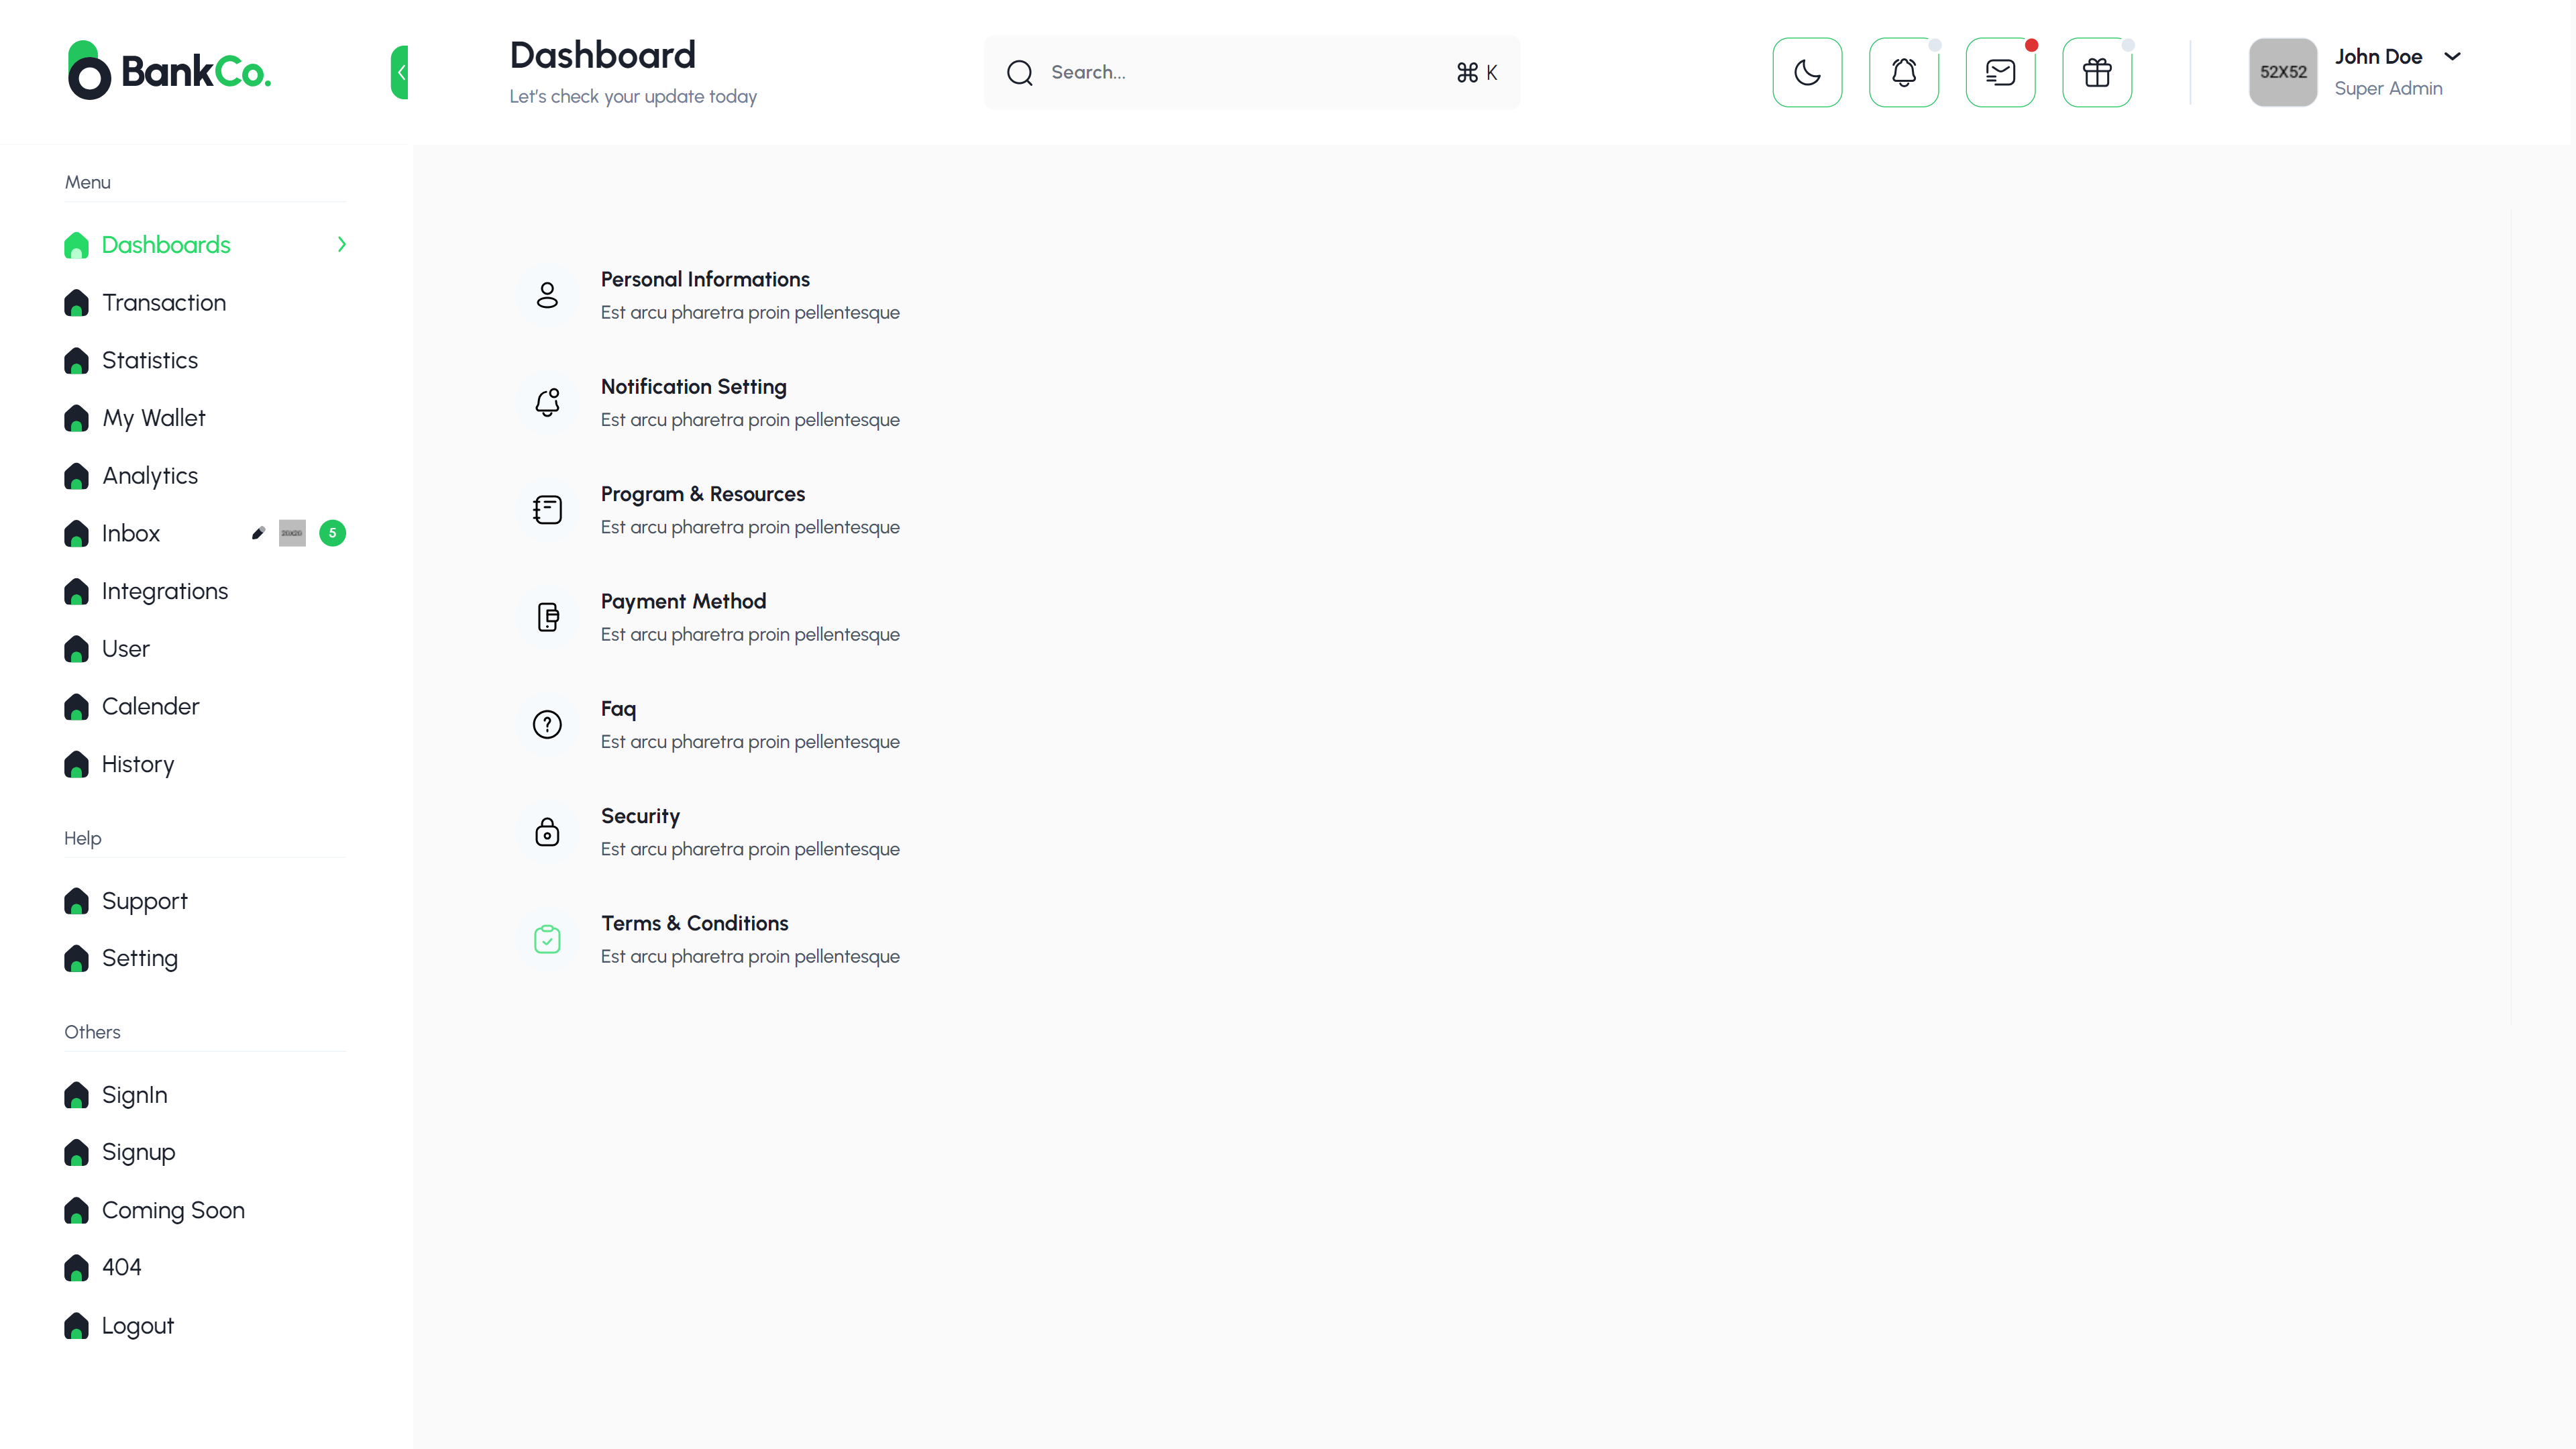 BankCo.
Dashboard
Let's check your update today
Search...
⌘ K
52X52
John Doe
Super Admin
Menu
Dashboards
Transaction
Statistics
My Wallet
Analytics
Inbox
5
Integrations
User
Calender
History
Help
Support
Setting
Others
SignIn
Signup
Coming Soon
404
Logout
Personal Informations
Est arcu pharetra proin pellentesque
Notification Setting
Est arcu pharetra proin pellentesque
Program & Resources
Est arcu pharetra proin pellentesque
Payment Method
Est arcu pharetra proin pellentesque
Faq
Est arcu pharetra proin pellentesque
Security
Est arcu pharetra proin pellentesque
Terms & Conditions
Est arcu pharetra proin pellentesque